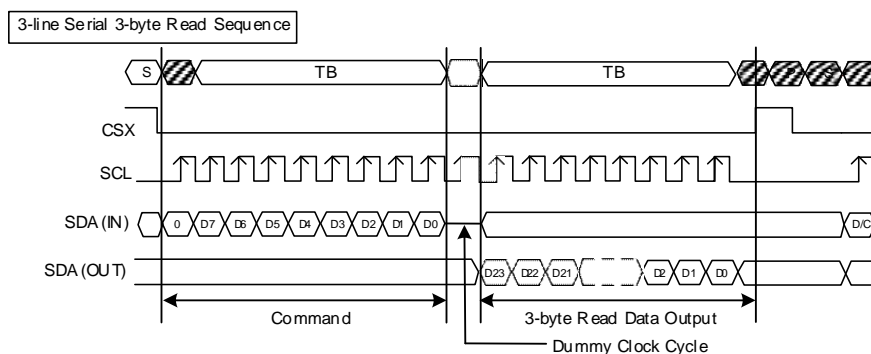 3-line Serial 3-byte Read Sequence
S TB TB
CSX
SCL
SDA (IN) 0 D7 D6 D5 D4 D3 D2 D1 D0 D/C
SDA (OUT) D23 D22 D21 D2 D1 D0
Command 3-byte Read Data Output
Dummy Clock Cycle